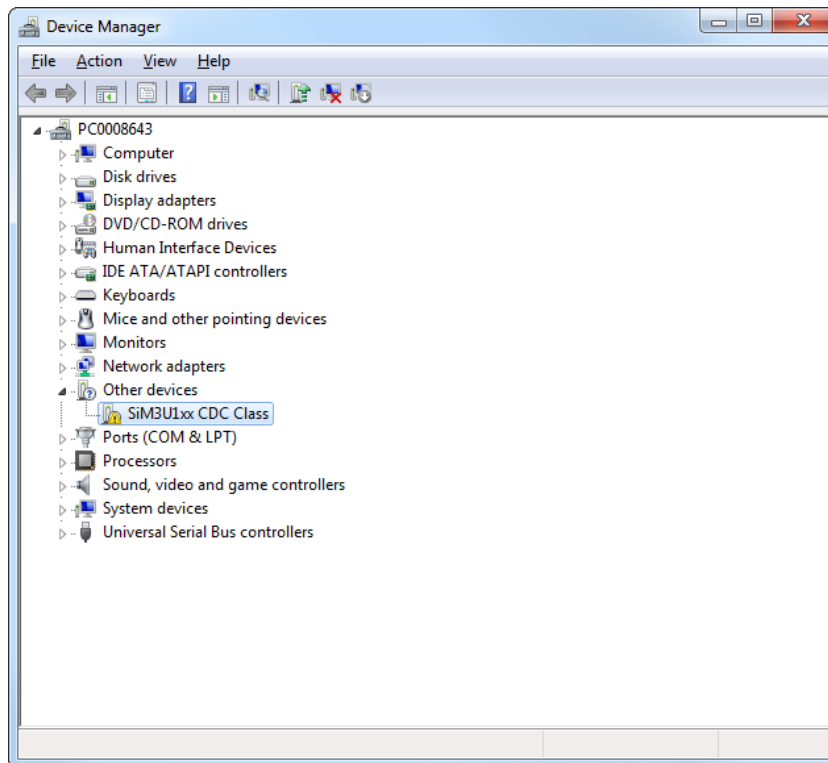 Device Manager
File Action View Help
PC0008643
Computer
Disk drives
Display adapters
DVD/CD-ROM drives
Human Interface Devices
IDE ATA/ATAPI controllers
Keyboards
Mice and other pointing devices
Monitors
Network adapters
Other devices
SiM3U1xx CDC Class
Ports (COM & LPT)
Processors
Sound, video and game controllers
System devices
Universal Serial Bus controllers